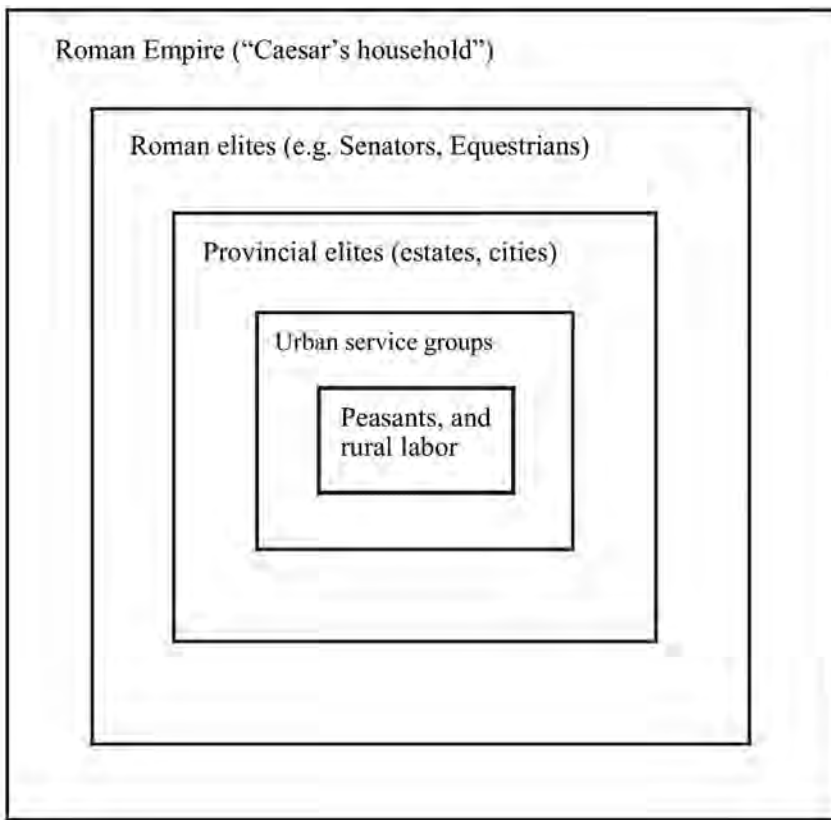 Roman Empire (“Caesar’s household”)
Roman elites (e.g. Senators, Equestrians)
Provincial elites (estates, cities)
Urban service groups
Peasants, and
rural labor